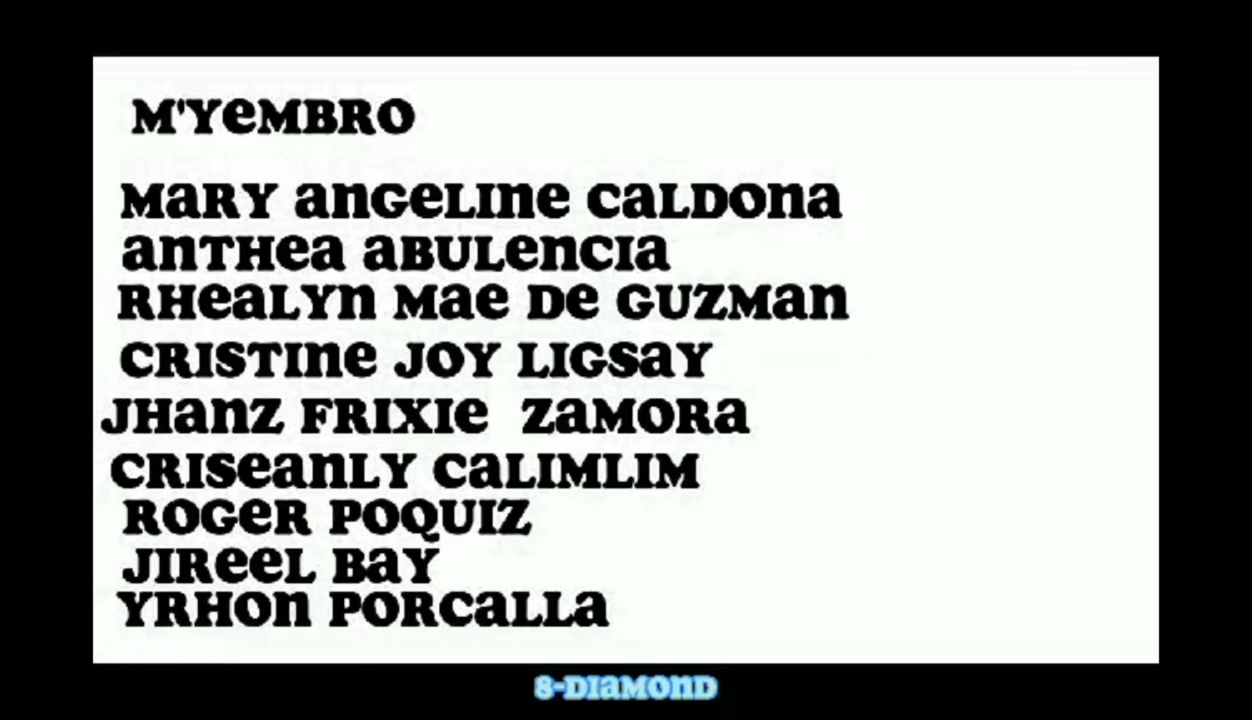 M'YEMBRO
MARY ANGELINE CALDONA
ANTHEA ABULENCIA
RHEALYN MAE DE GUZMAN
CRISTINE JOY LIGSAY
JHANZ FRIXIE ZAMORA
CRISEANLY CALIMLIM
ROGER POQUIZ
JIREEL BAY
YRHON PORCALLA
8-DIAMOND